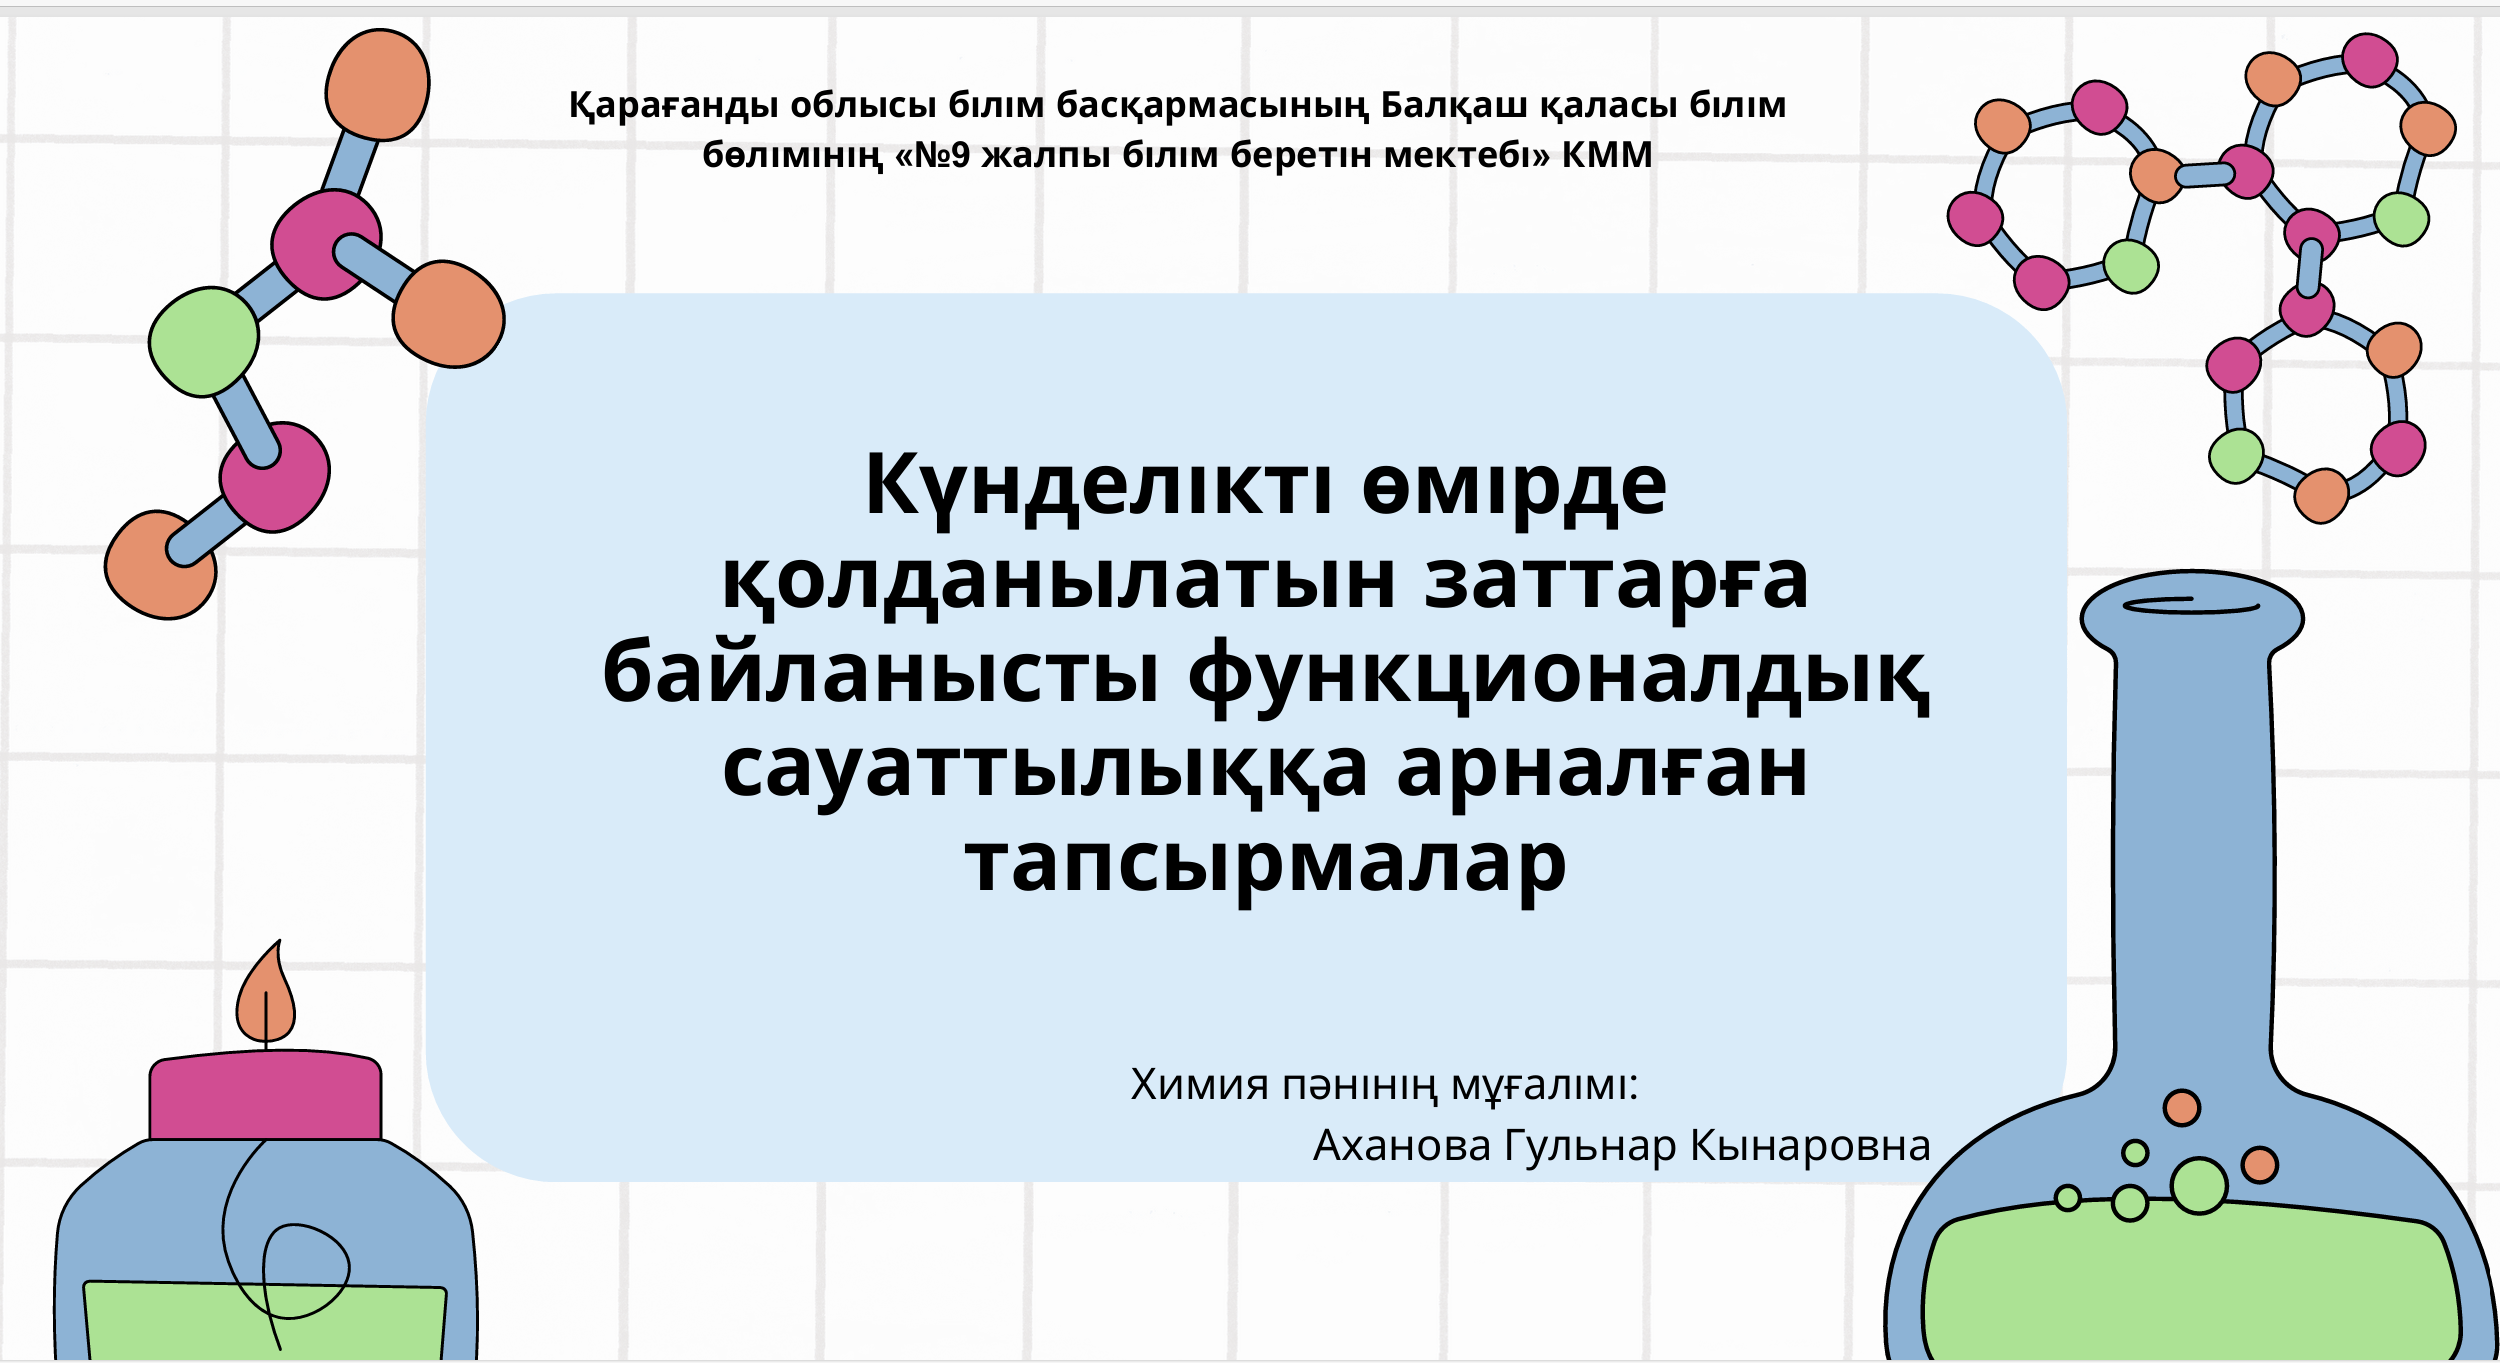 Қарағанды облысы білім басқармасының Балқаш қаласы білім
бөлімінің «№9 жалпы білім беретін мектебі» КММ
Күнделікті өмірде
қолданылатын заттарға
байланысты функционалдық
сауаттылыққа арналған
тапсырмалар
Химия пәнінің мұғалімі:
Аханова Гульнар Кынаровна